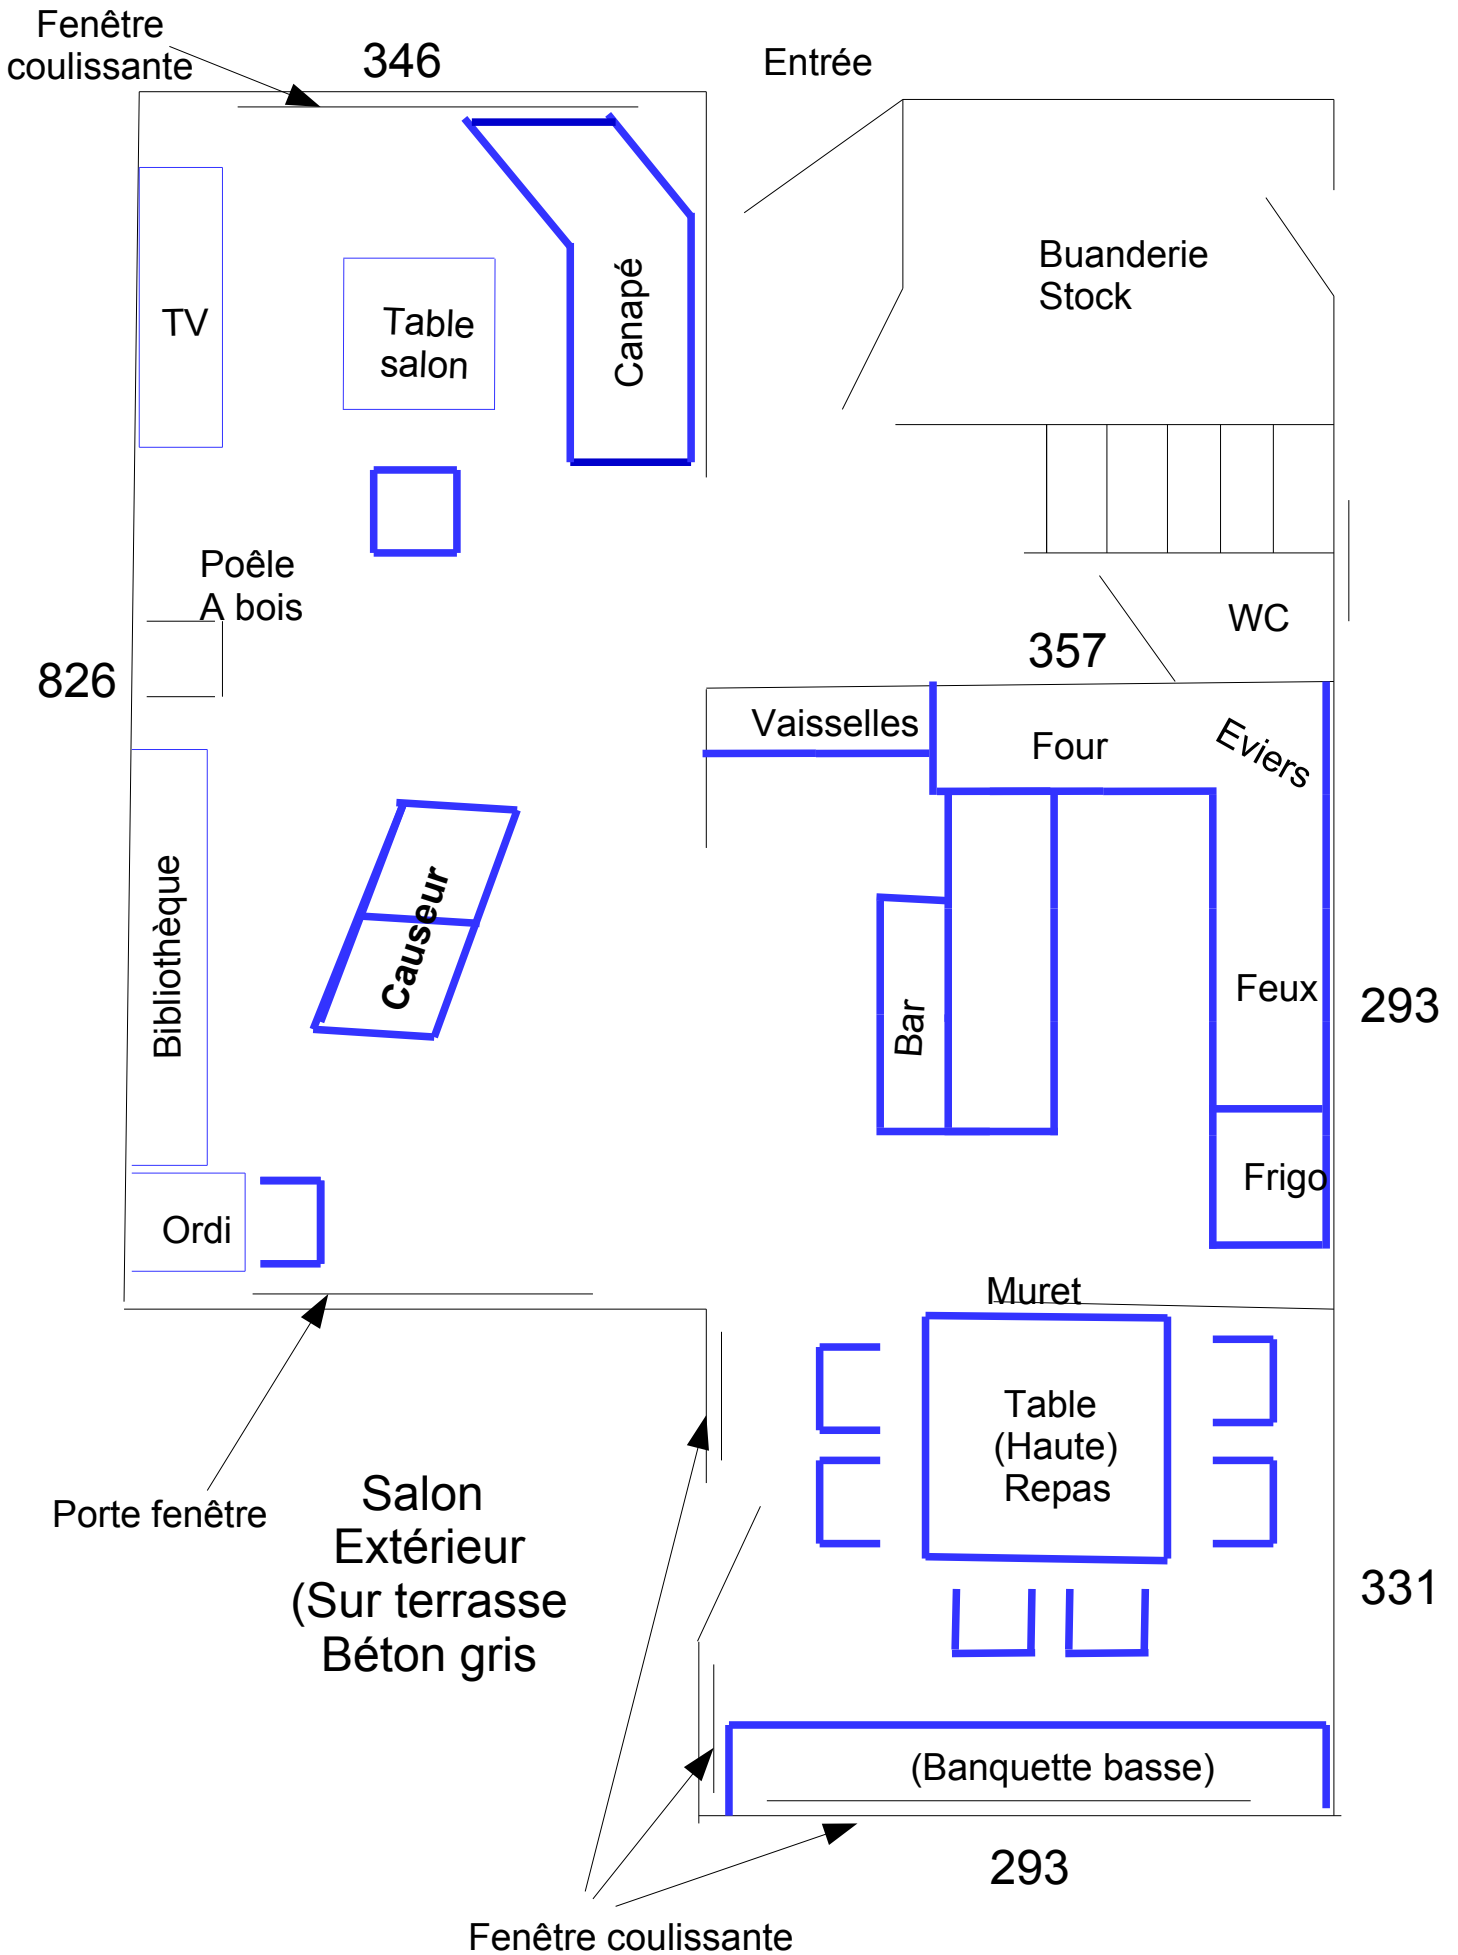 Fenêtre
coulissante
346
Entrée
Buanderie
Stock
TV
Table
salon
Canapé
Poêle
A bois
WC
357
826
Vaisselles
Four
Eviers
Bibliothèque
Causeur
Bar
Feux
293
Frigo
Ordi
Muret
Table
(Haute)
Repas
Porte fenêtre
Salon
Extérieur
(Sur terrasse
Béton gris
331
(Banquette basse)
293
Fenêtre coulissante